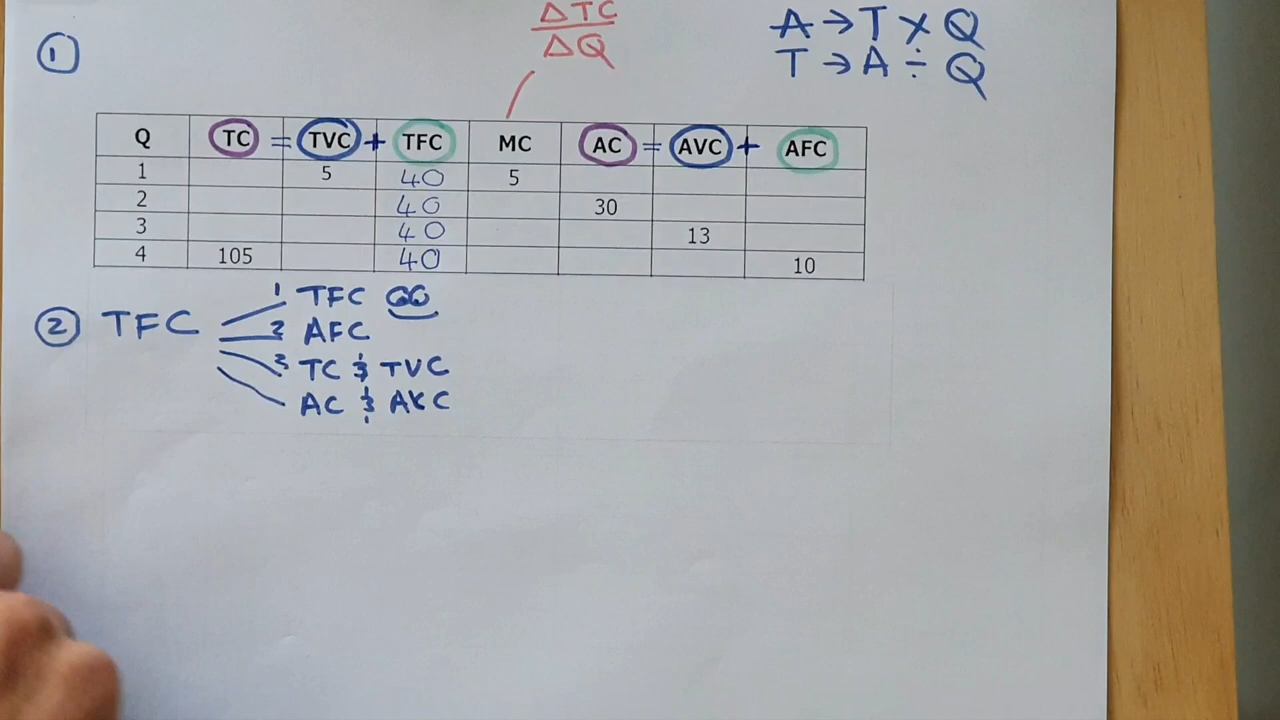 ΔTC
ΔQ
A → T × Q
T → A ÷ Q
①
Q TC = TVC + TFC MC AC = AVC + AFC
1 5 40 5
2 40 30
3 40 13
4 105 40 10
② TFC
1 TFC
2 AFC
TC & TVC
AC &